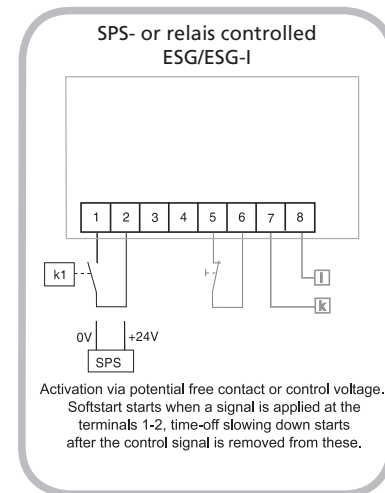 SPS- or relais controlled
ESG/ESG-I
1 2 3 4 5 6 7 8
k1
l
k
0V +24V
SPS
Activation via potential free contact or control voltage.
Softstart starts when a signal is applied at the
terminals 1-2, time-off slowing down starts
after the control signal is removed from these.